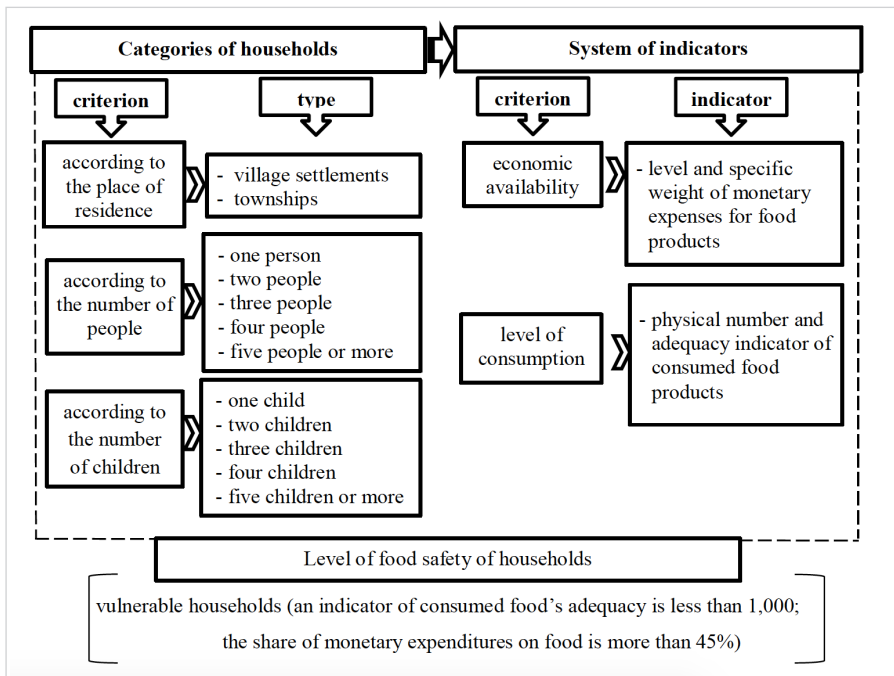 Categories of households
System of indicators
criterion
type
criterion
indicator
according to
the place of
residence
- village settlements
- townships
economic
availability
- level and specific
weight of monetary
expenses for food
products
according to
the number of
people
- one person
- two people
- three people
- four people
- five people or more
level of
consumption
- physical number and
adequacy indicator of
consumed food
products
according to
the number
of children
- one child
- two children
- three children
- four children
- five children or more
Level of food safety of households
vulnerable households (an indicator of consumed food’s adequacy is less than 1,000;
the share of monetary expenditures on food is more than 45%)